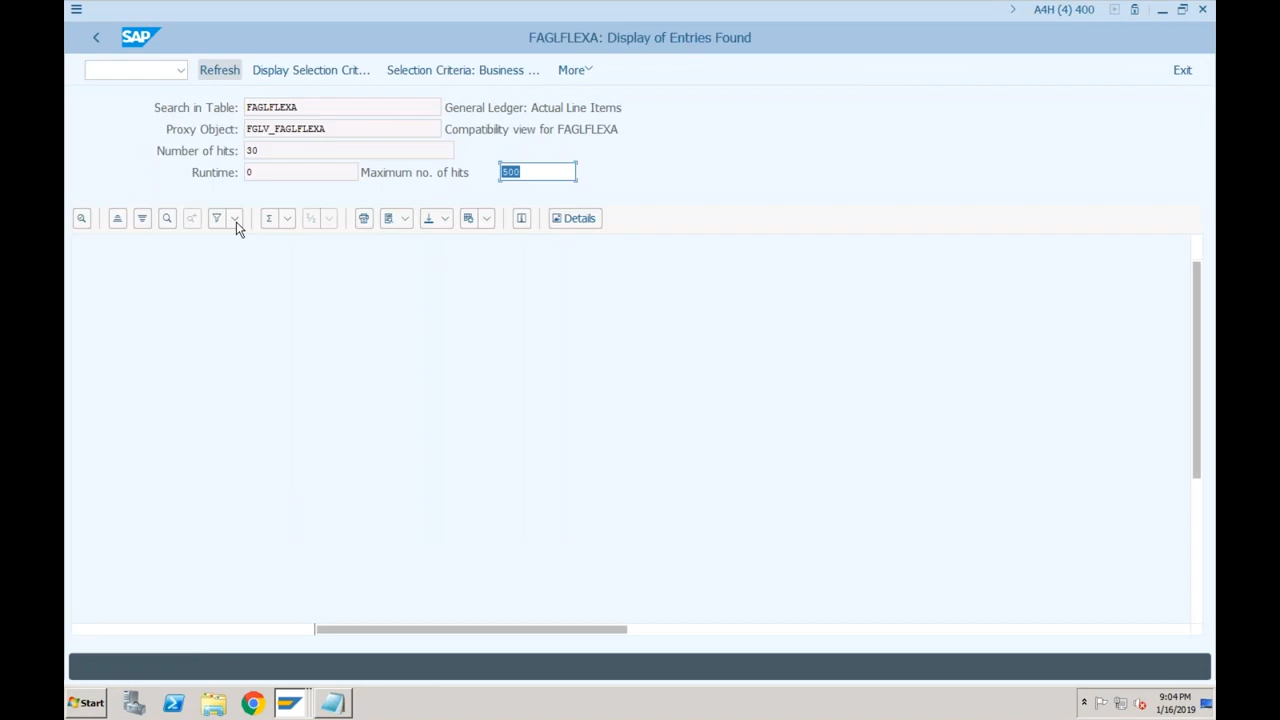 A4H (4) 400
SAP FAGLFLEXA: Display of Entries Found
Refresh Display Selection Crit... Selection Criteria: Business ... More Exit
Search in Table: FAGLFLEXA General Ledger: Actual Line Items
Proxy Object: FGLV_FAGLFLEXA Compatibility view for FAGLFLEXA
Number of hits: 30
Runtime: 0 Maximum no. of hits 500
Σ ½ Details
Start 9:04 PM
1/16/2019